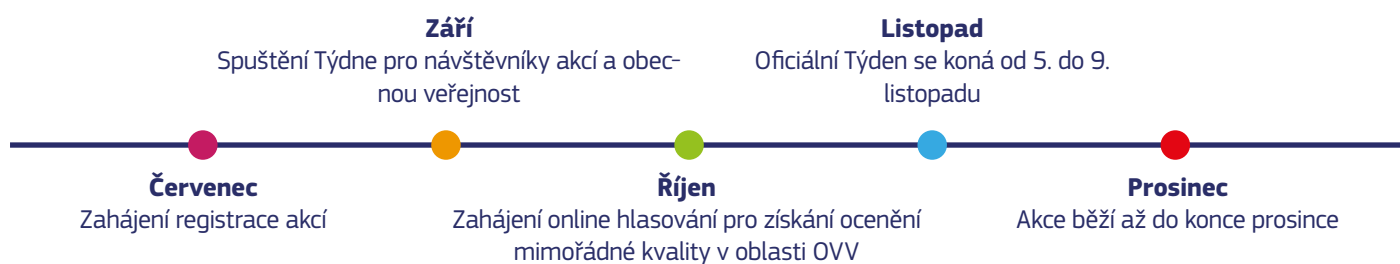 Září
Spuštění Týdne pro návštěvníky akcí a obec-
nou veřejnost
Listopad
Oficiální Týden se koná od 5. do 9.
listopadu
Červenec
Zahájení registrace akcí
Říjen
Zahájení online hlasování pro získání ocenění
mimořádné kvality v oblasti OVV
Prosinec
Akce běží až do konce prosince